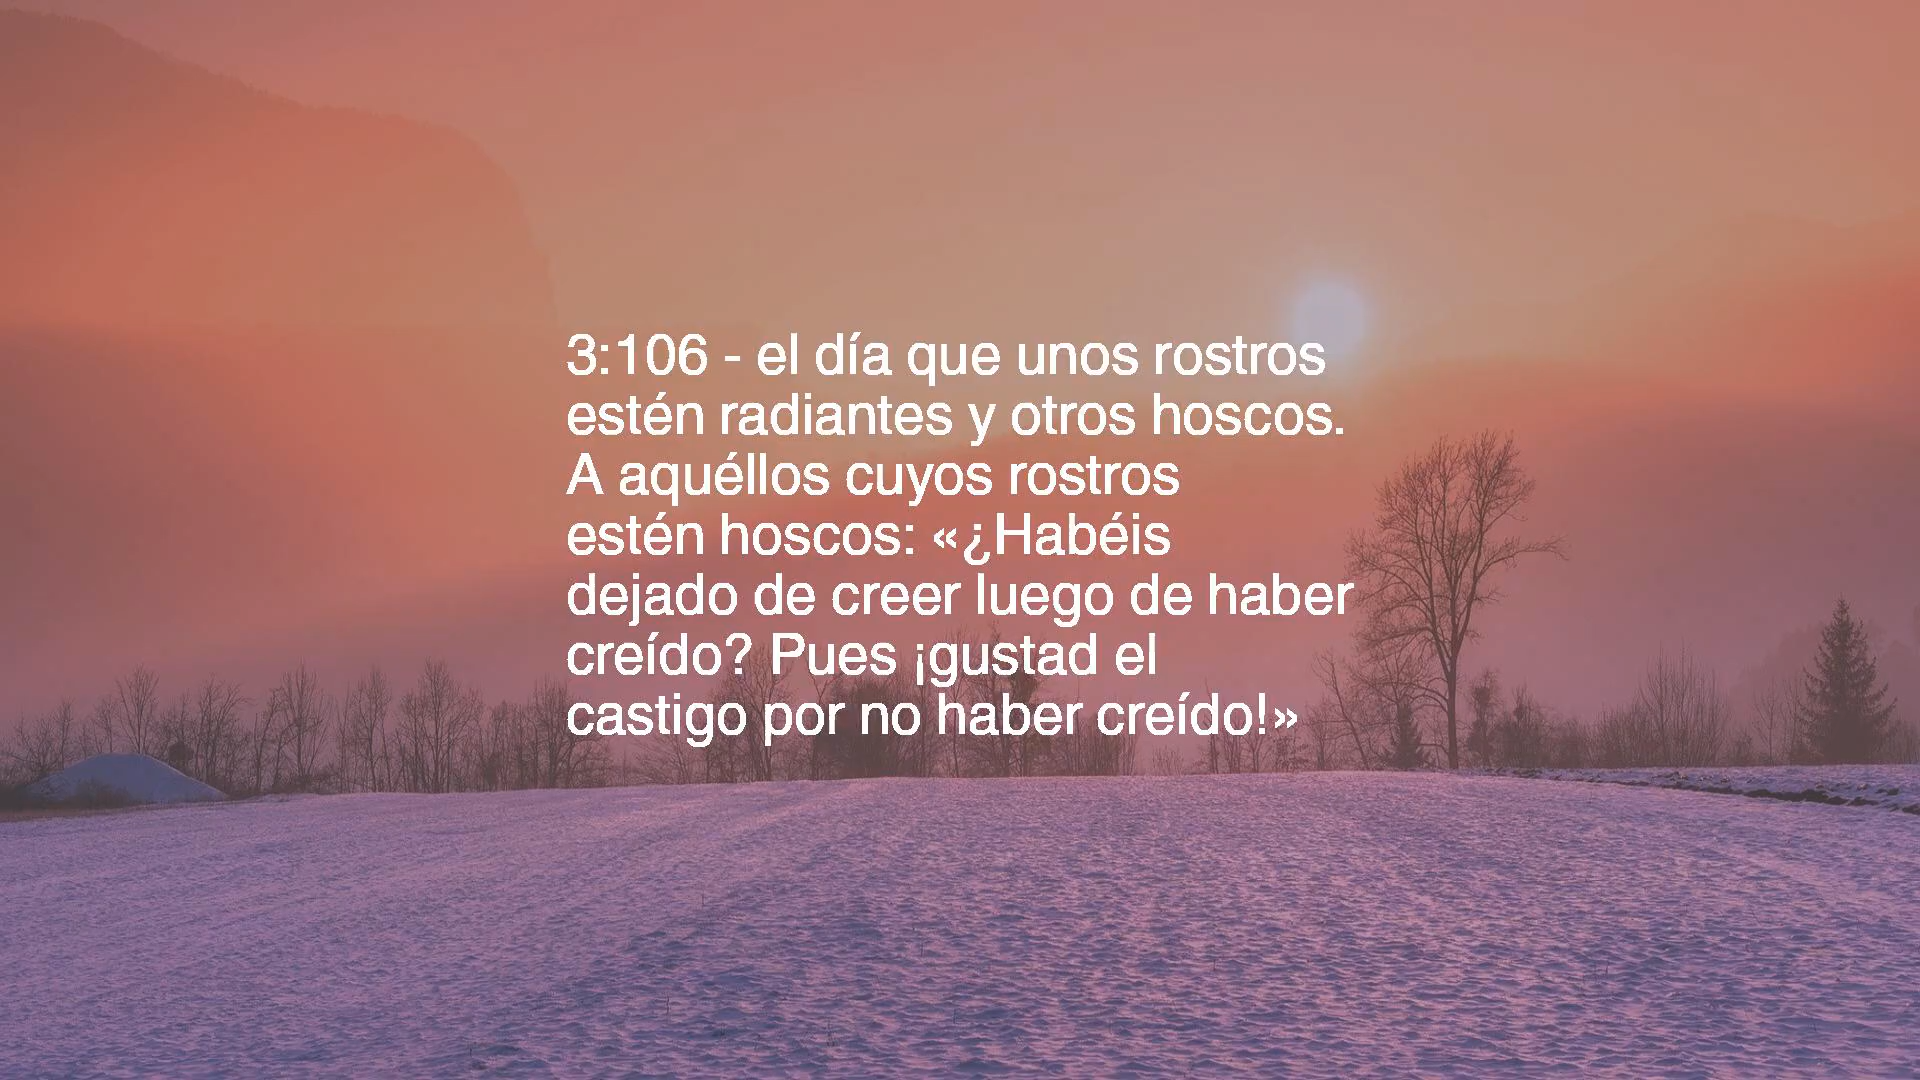 3:106 - el día que unos rostros
estén radiantes y otros hoscos.
A aquéllos cuyos rostros
estén hoscos: «¿Habéis
dejado de creer luego de haber
creído? Pues ¡gustad el
castigo por no haber creído!»